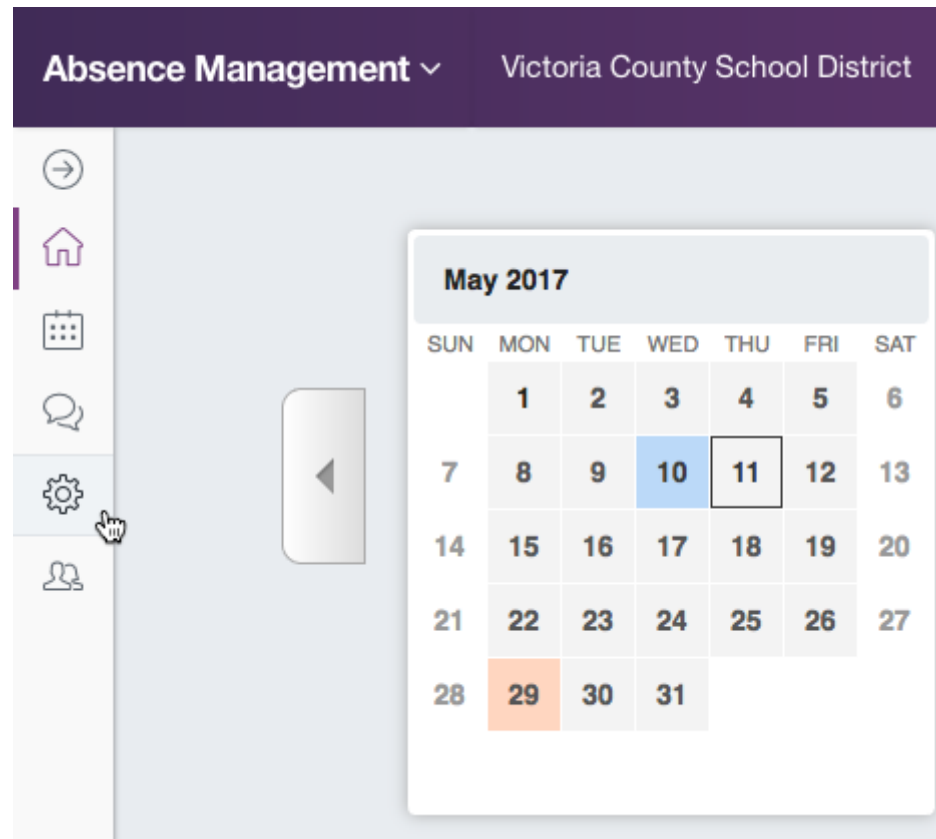 Absence Management Victoria County School District
May 2017
SUN MON TUE WED THU FRI SAT
1 2 3 4 5 6
7 8 9 10 11 12 13
14 15 16 17 18 19 20
21 22 23 24 25 26 27
28 29 30 31